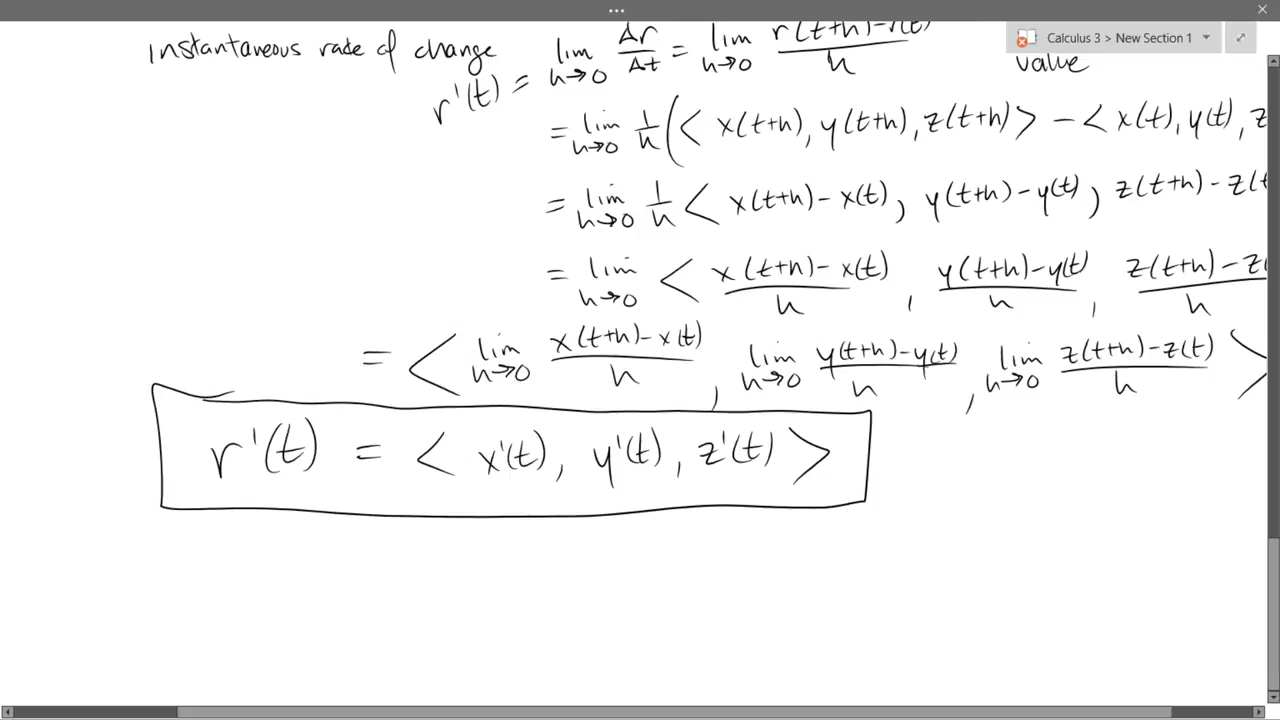 Calculus 3 > New Section 1
instantaneous rate of change lim h→0 Δr/Δt = lim h→0 r(t+h)-r(t)/h
value
r'(t) =
= lim h→0 1/h (< x(t+h), y(t+h), z(t+h) > - < x(t), y(t), z
= lim h→0 1/h < x(t+h) - x(t), y(t+h) - y(t), z(t+h) - z(t
= lim h→0 < x(t+h) - x(t)/h, y(t+h) - y(t)/h, z(t+h) - z(/h
= < lim h→0 x(t+h) - x(t)/h, lim h→0 y(t+h) - y(t)/h, lim h→0 z(t+h) - z(t)/h >
r'(t) = < x'(t), y'(t), z'(t) >